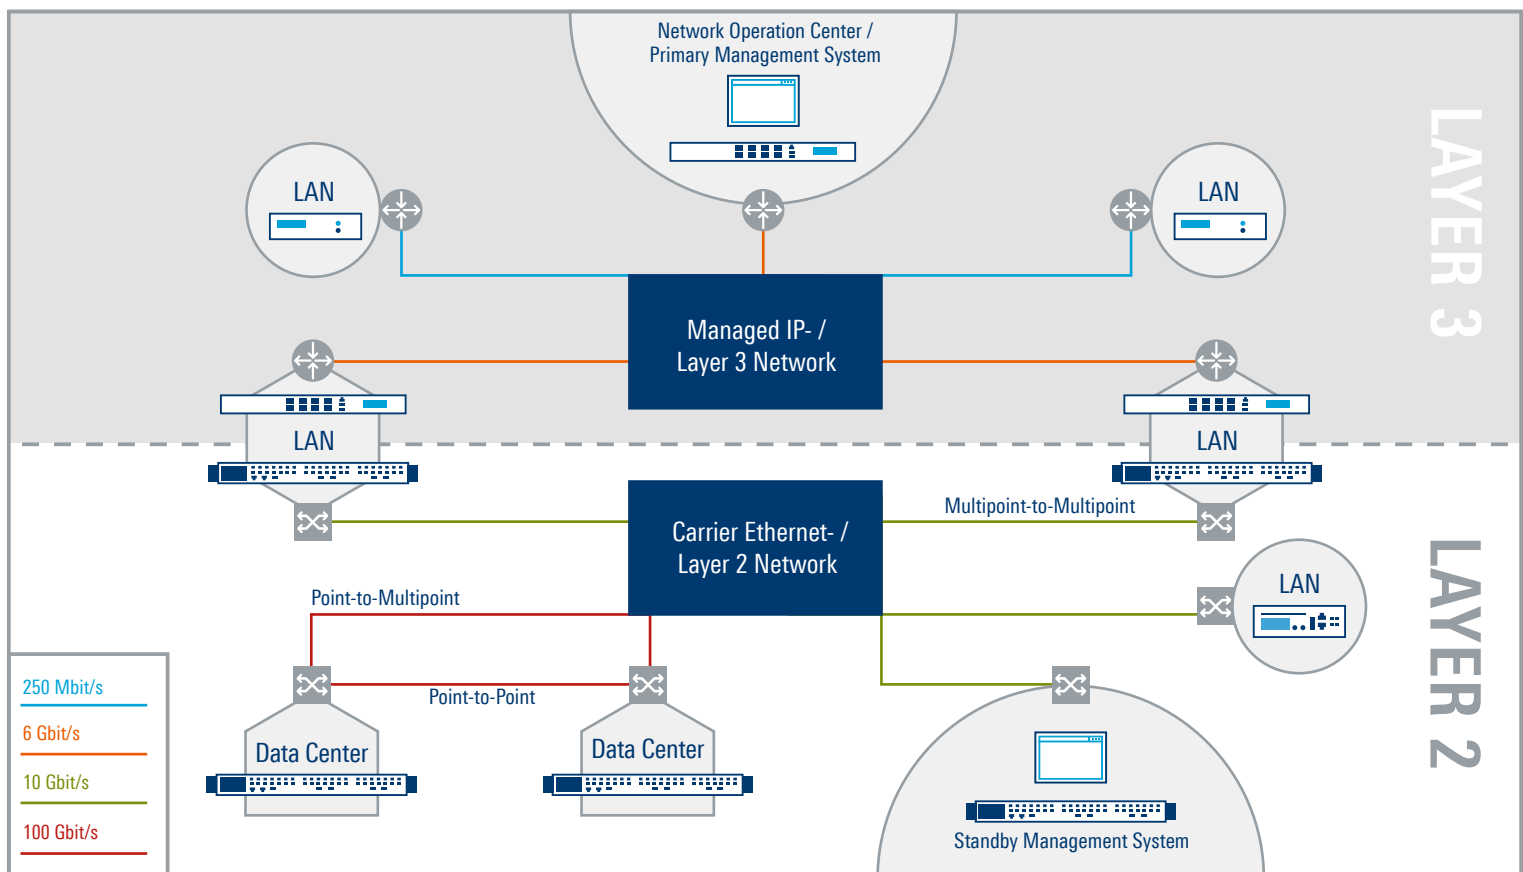 Network Operation Center /
Primary Management System
LAN
LAN
LAYER 3
Managed IP- /
Layer 3 Network
LAN
LAN
Carrier Ethernet- /
Layer 2 Network
Multipoint-to-Multipoint
Point-to-Multipoint
LAN
LAYER 2
Point-to-Point
Data Center
Data Center
Standby Management System
250 Mbit/s
6 Gbit/s
10 Gbit/s
100 Gbit/s